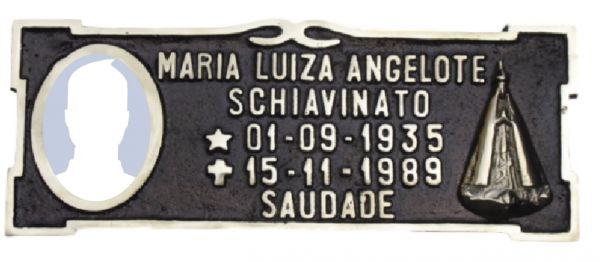 MARIA LUIZA ANGELOTE
SCHIAVINATO
★ 01-09-1935
✝ 15-11-1989
SAUDADE